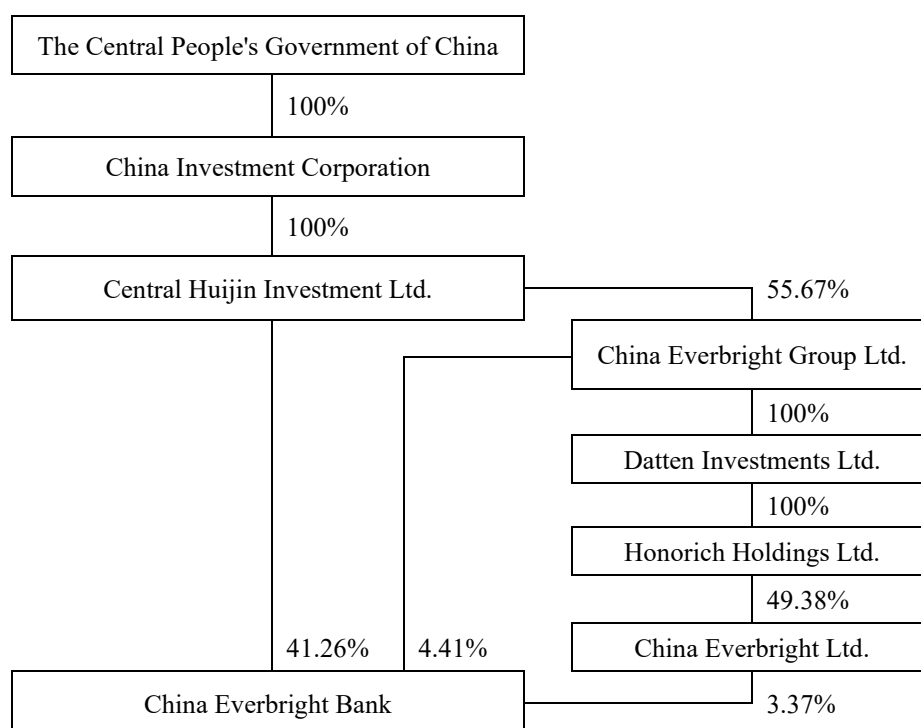 The Central People's Government of China
100%
China Investment Corporation
100%
Central Huijin Investment Ltd.
55.67%
China Everbright Group Ltd.
100%
Datten Investments Ltd.
100%
Honorich Holdings Ltd.
49.38%
41.26%
4.41%
China Everbright Ltd.
China Everbright Bank
3.37%